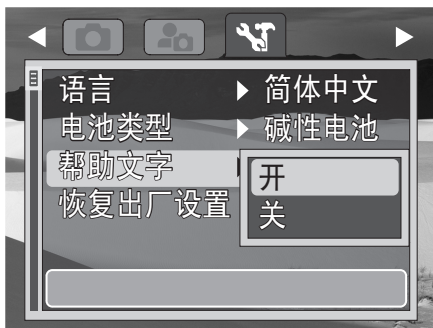 语言 简体中文
电池类型 碱性电池
帮助文字 开
关
恢复出厂设置